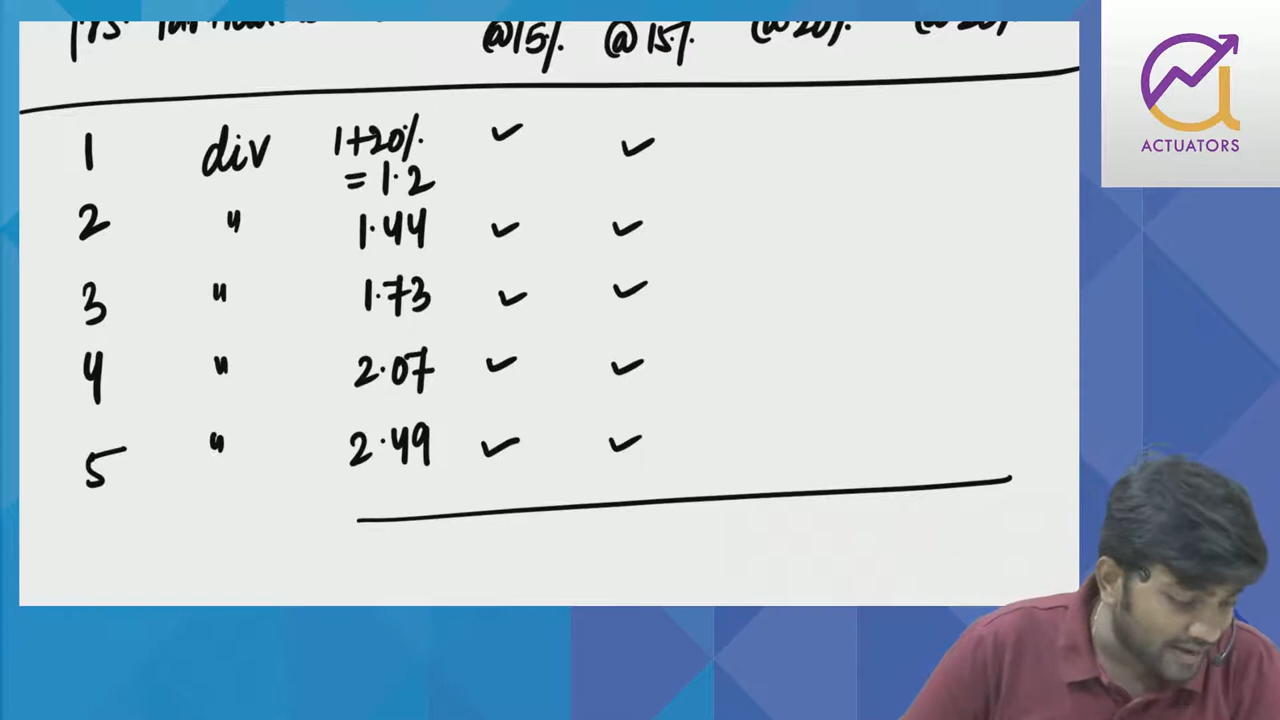 @15% @15% @20%
1 div 1+20% ✓ ✓
= 1.2
2 " 1.44 ✓ ✓
3 " 1.73 ✓ ✓
4 " 2.07 ✓ ✓
5 " 2.49 ✓ ✓
ACTUATORS